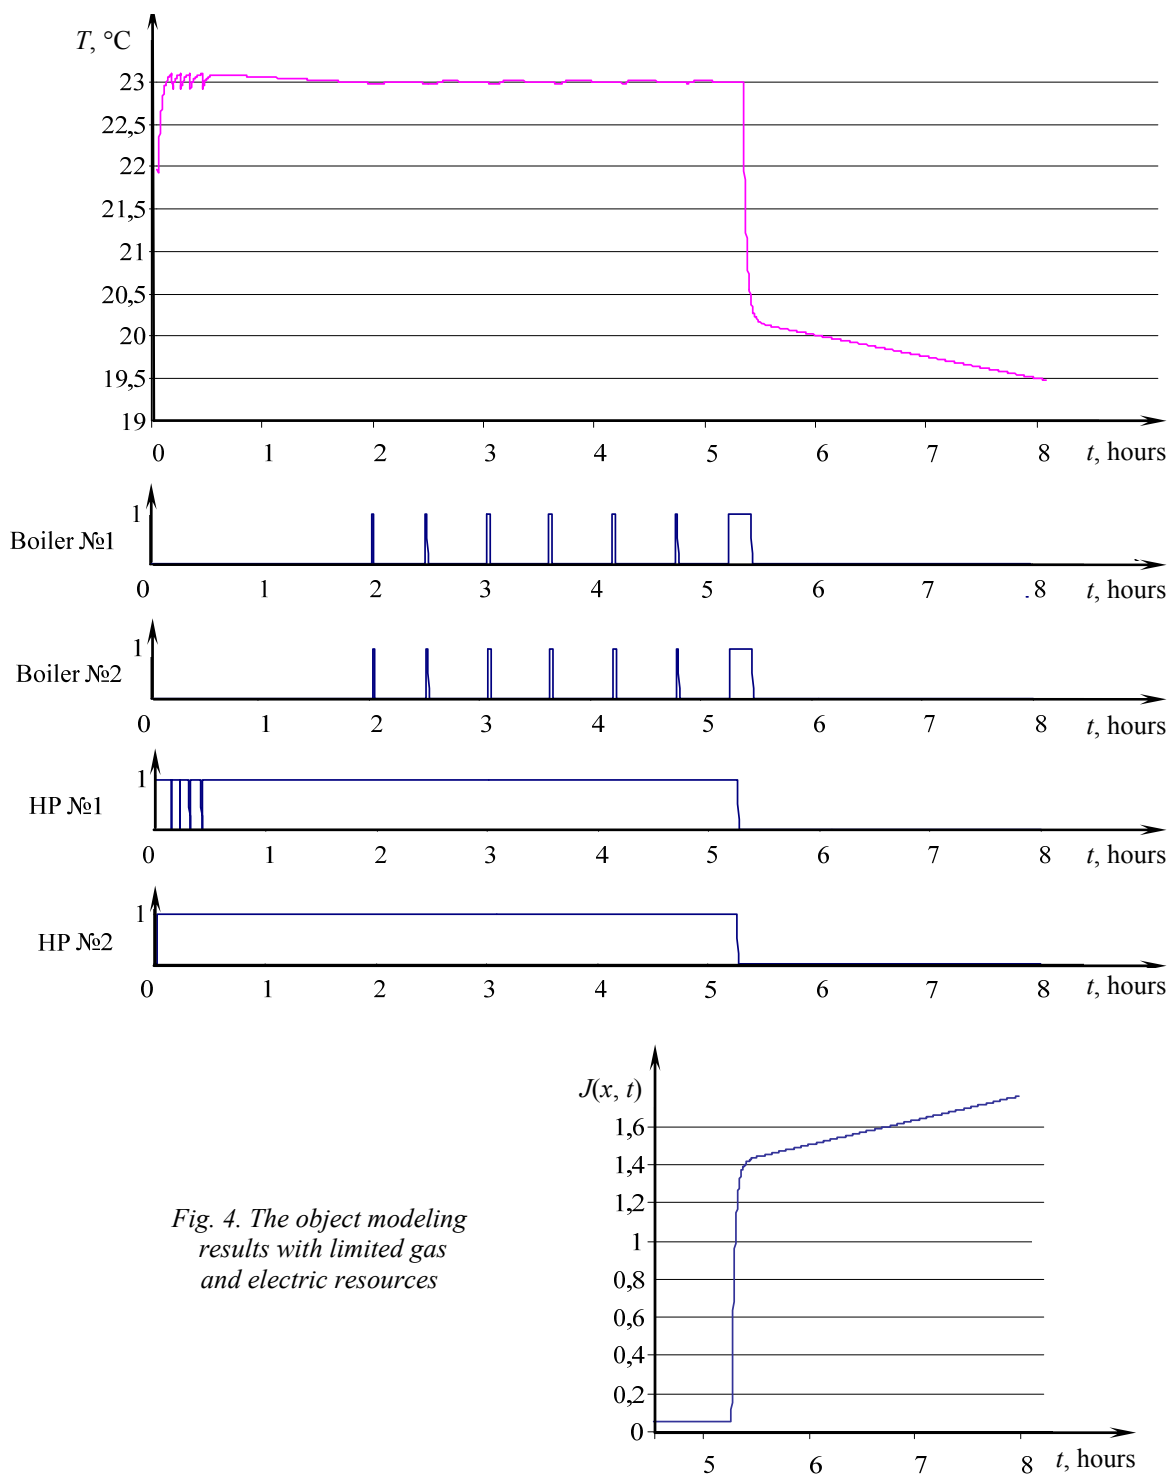 T, °C
23
22,5
22
21,5
21
20,5
20
19,5
19
0 1 2 3 4 5 6 7 8 t, hours
1
Boiler №1
0 1 2 3 4 5 6 7 8 t, hours
1
Boiler №2
0 1 2 3 4 5 6 7 8 t, hours
1
HP №1
0 1 2 3 4 5 6 7 8 t, hours
1
HP №2
0 1 2 3 4 5 6 7 8 t, hours
J(x, t)
1,6
1,4
1,2
1
0,8
0,6
0,4
0,2
0
5 6 7 8 t, hours
Fig. 4. The object modeling
results with limited gas
and electric resources